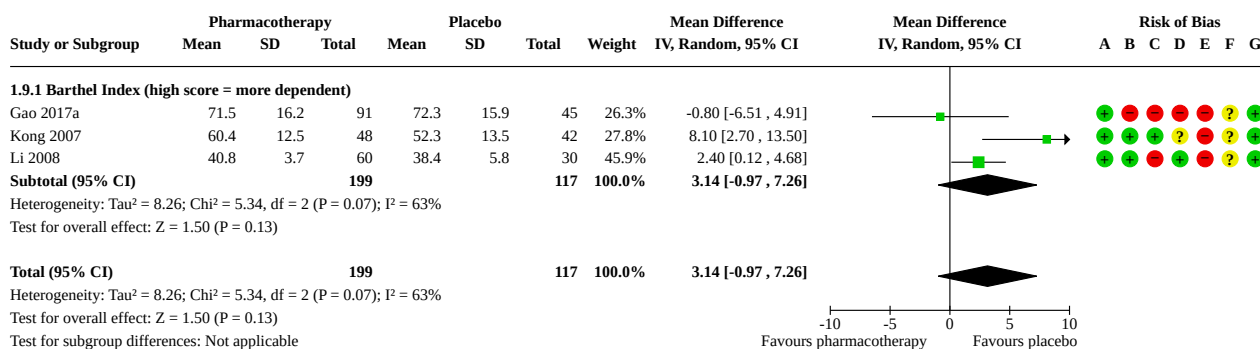 Pharmacotherapy Placebo Mean Difference Mean Difference Risk of Bias
Study or Subgroup Mean SD Total Mean SD Total Weight IV, Random, 95% CI IV, Random, 95% CI A B C D E F G
1.9.1 Barthel Index (high score = more dependent)
Gao 2017a 71.5 16.2 91 72.3 15.9 45 26.3% -0.80 [-6.51 , 4.91] + − − − − ? +
Kong 2007 60.4 12.5 48 52.3 13.5 42 27.8% 8.10 [2.70 , 13.50] + + + ? − ? +
Li 2008 40.8 3.7 60 38.4 5.8 30 45.9% 2.40 [0.12 , 4.68] + + − + − ? +
Subtotal (95% CI) 199 117 100.0% 3.14 [-0.97 , 7.26]
Heterogeneity: Tau² = 8.26; Chi² = 5.34, df = 2 (P = 0.07); I² = 63%
Test for overall effect: Z = 1.50 (P = 0.13)
Total (95% CI) 199 117 100.0% 3.14 [-0.97 , 7.26]
Heterogeneity: Tau² = 8.26; Chi² = 5.34, df = 2 (P = 0.07); I² = 63%
Test for overall effect: Z = 1.50 (P = 0.13)
-10 -5 0 5 10
Test for subgroup differences: Not applicable Favours pharmacotherapy Favours placebo